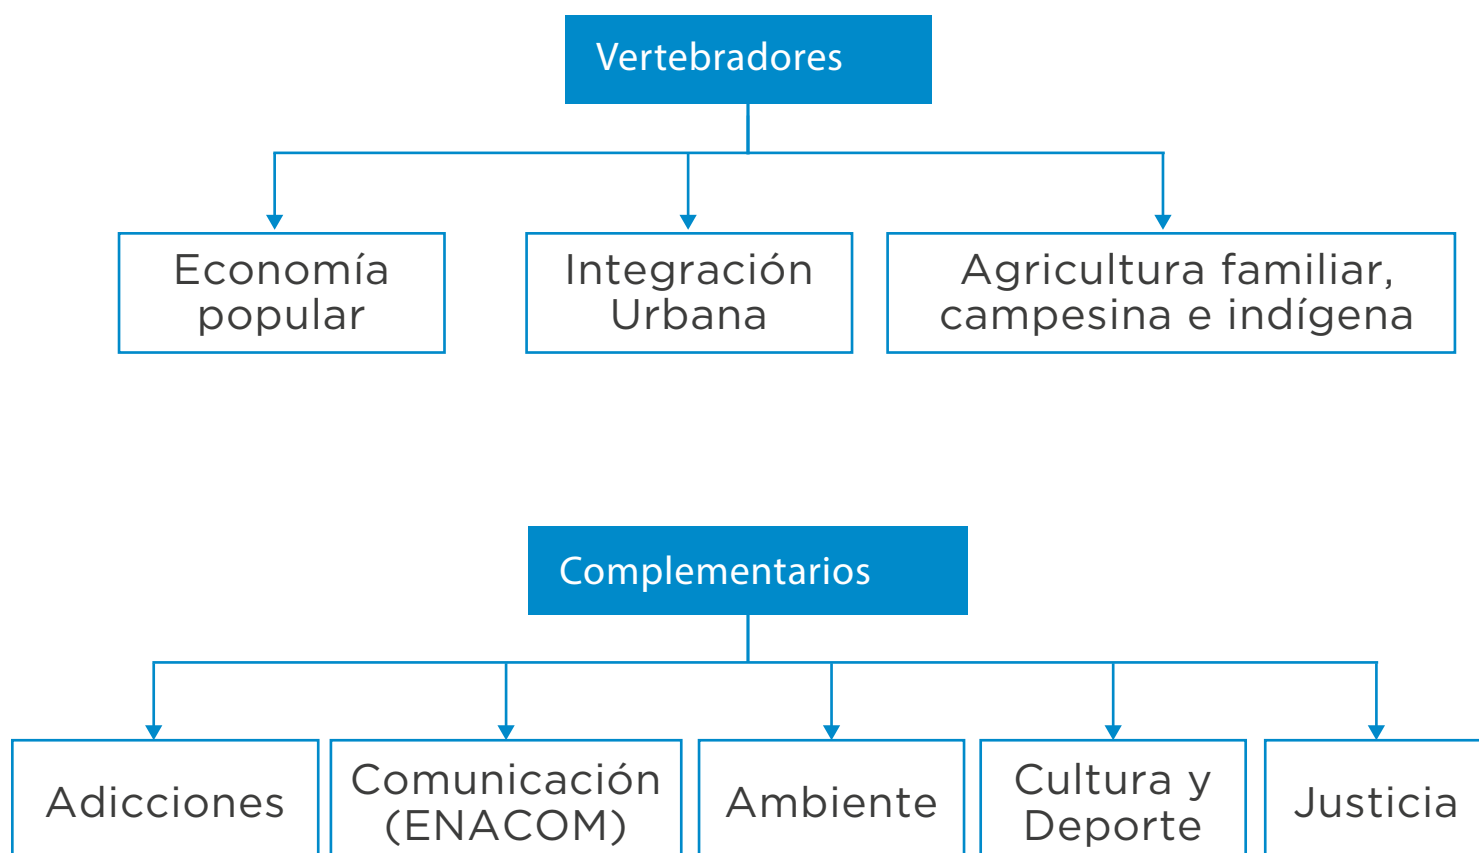 Vertebradores
Economía
popular
Integración
Urbana
Agricultura familiar,
campesina e indígena
Complementarios
Adicciones
Comunicación
(ENACOM)
Ambiente
Cultura y
Deporte
Justicia